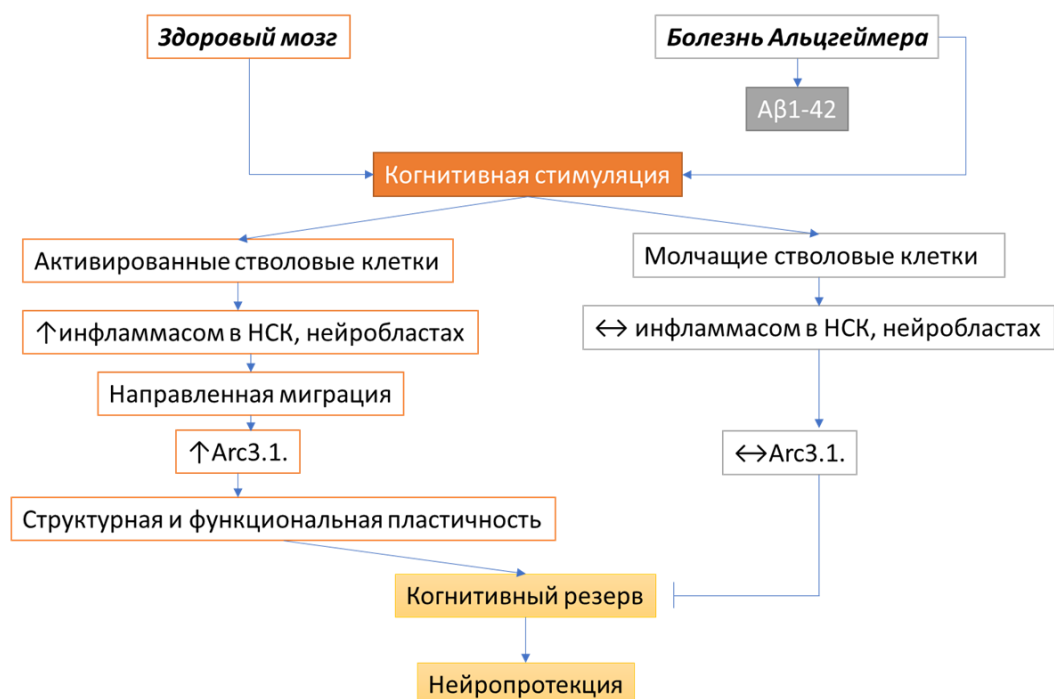 Здоровый мозг
Болезнь Альцгеймера
Aβ1-42
Когнитивная стимуляция
Активированные стволовые клетки
Молчащие стволовые клетки
↑инфламмасом в НСК, нейробластах
↔ инфламмасом в НСК, нейробластах
Направленная миграция
↑Arc3.1.
↔Arc3.1.
Структурная и функциональная пластичность
Когнитивный резерв
Нейропротекция